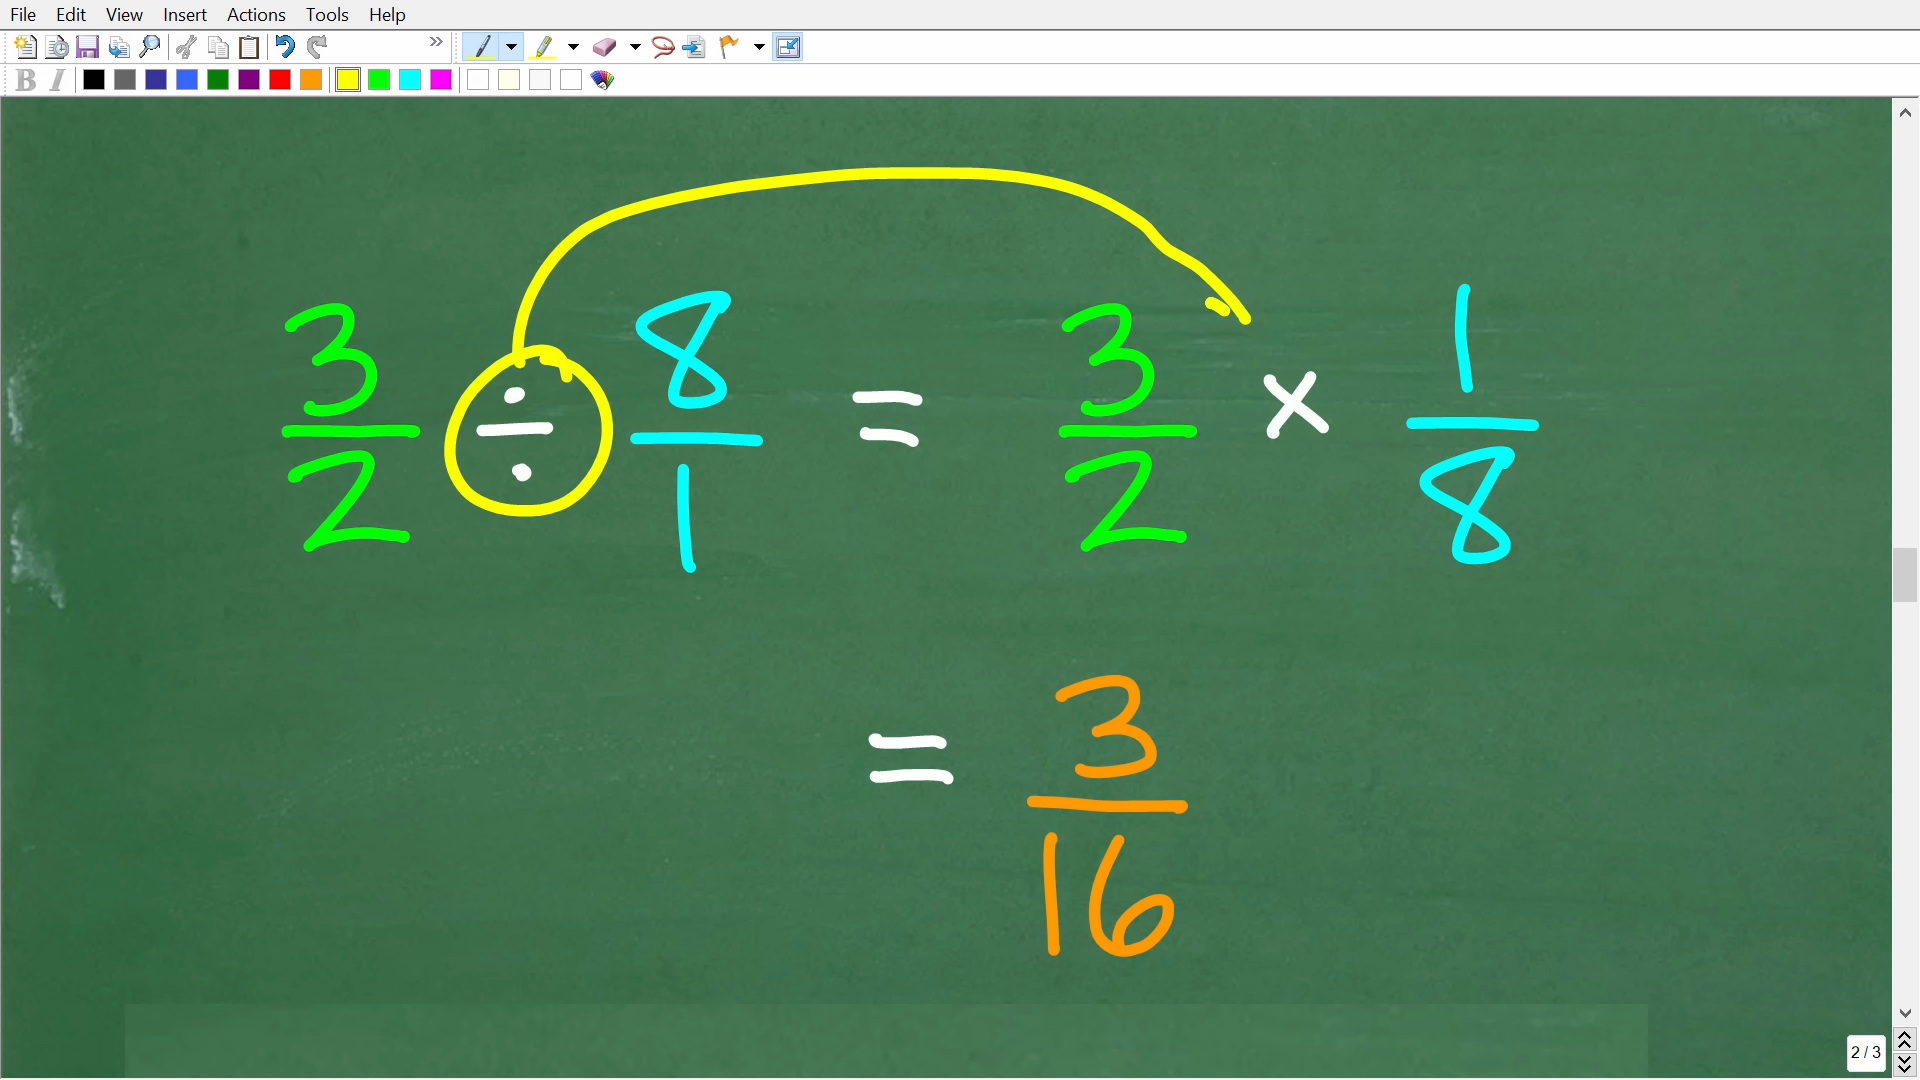 File Edit View Insert Actions Tools Help
B I
3/2 ÷ 8/1 = 3/2 × 1/8
= 3/16
2 / 3